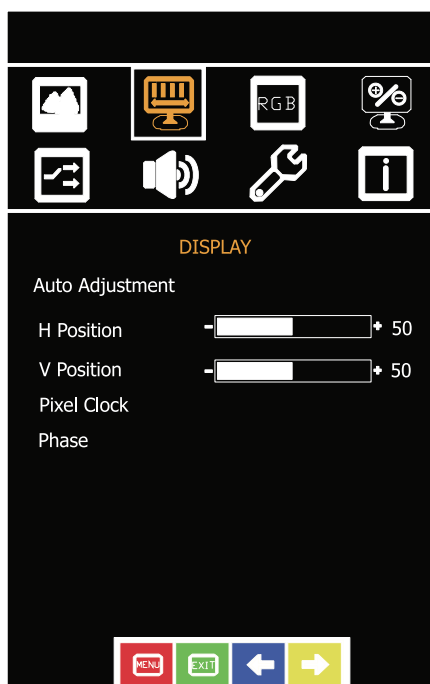 RGB
DISPLAY
Auto Adjustment
H Position - + 50
V Position - + 50
Pixel Clock
Phase
MENU EXIT